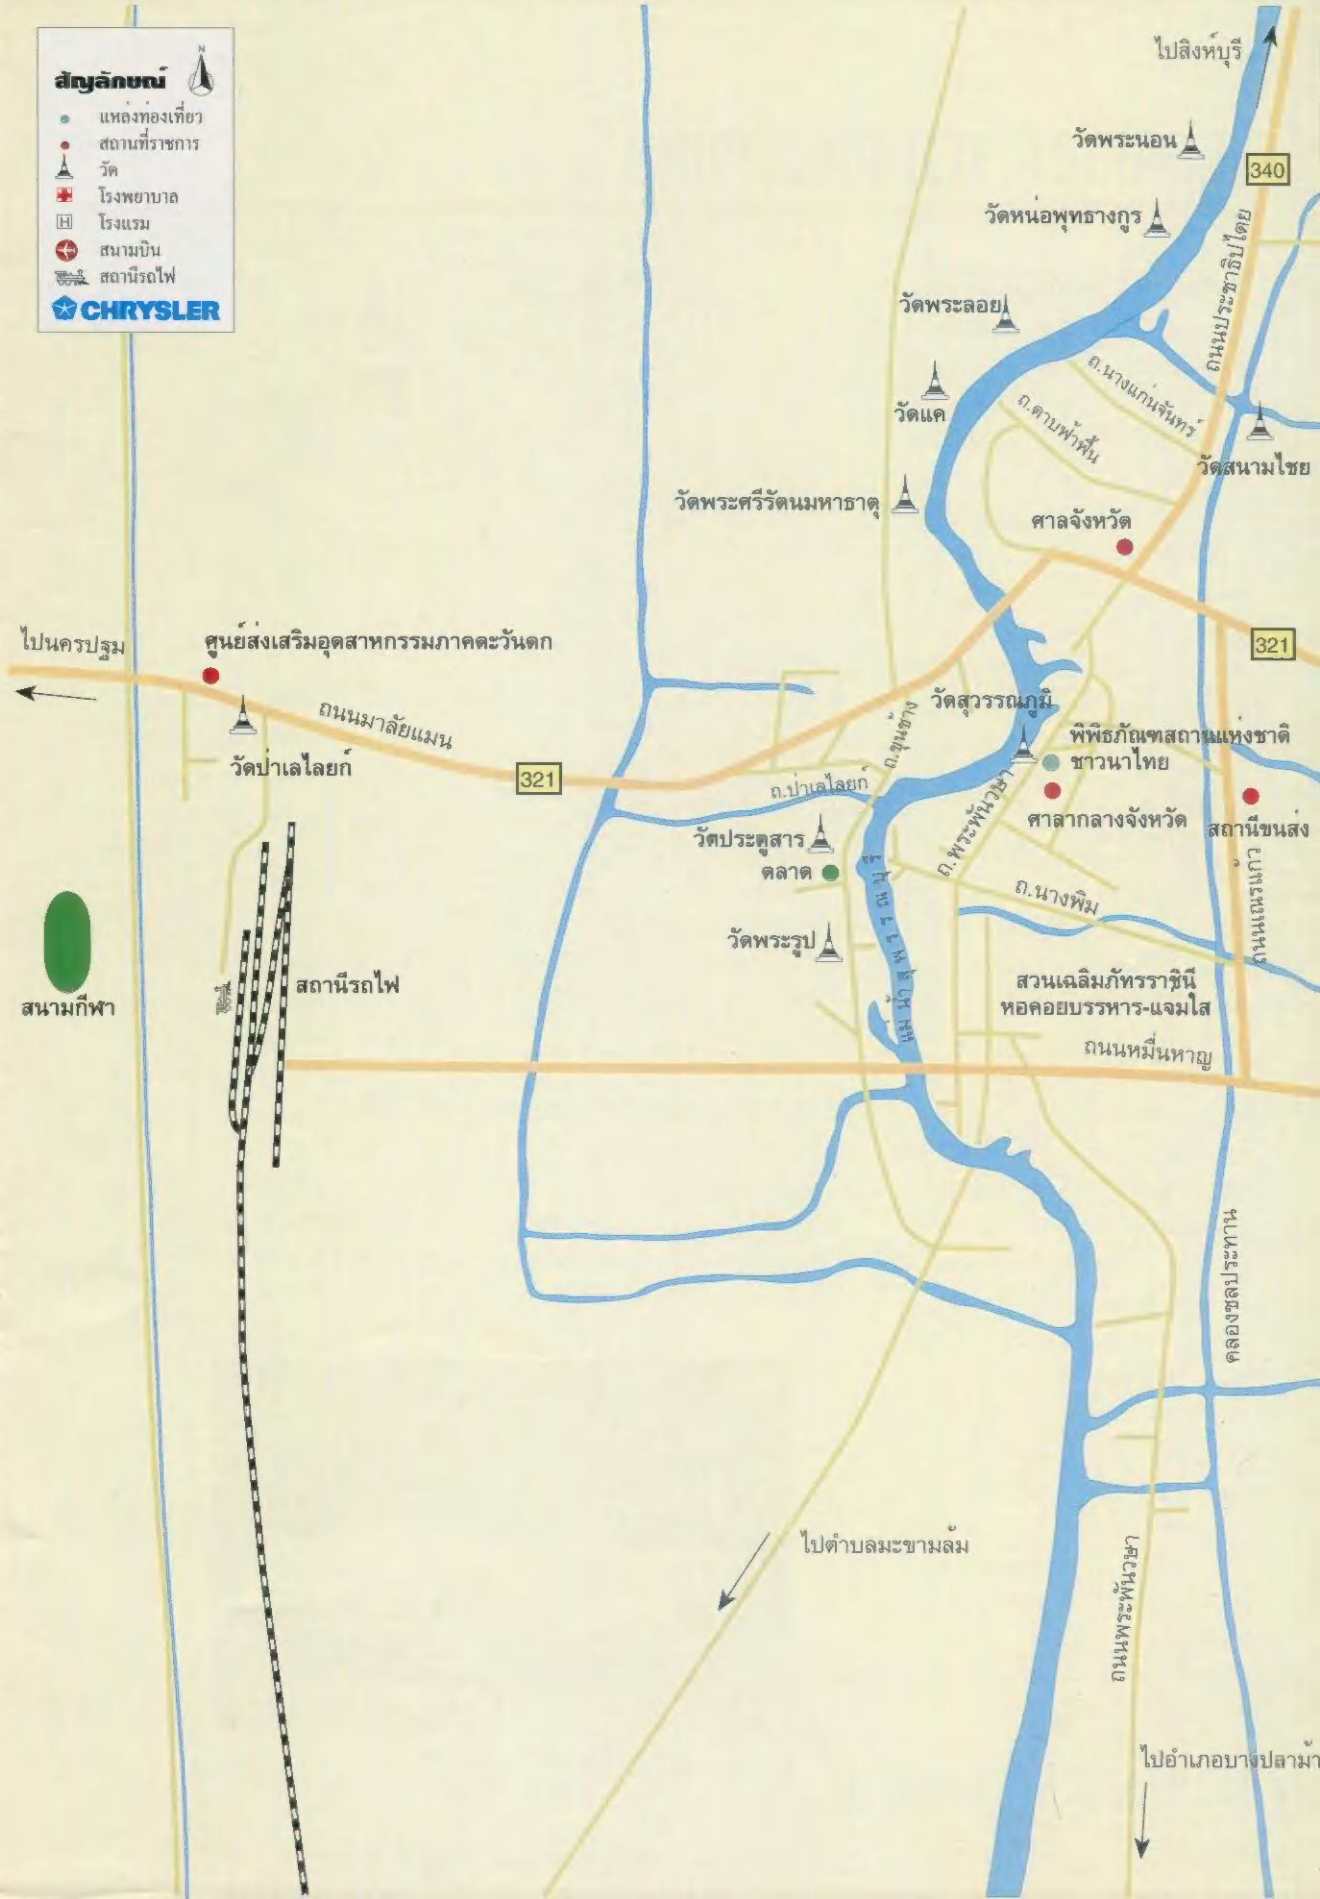 N
สัญลักษณ์
แหล่งท่องเที่ยว
สถานที่ราชการ
วัด
โรงพยาบาล
H โรงแรม
สนามบิน
สถานีรถไฟ
CHRYSLER
ไปสิงห์บุรี
วัดพระนอน
340
วัดหน่อพุทธางกูร
ถนนประชาธิปไตย
วัดพระลอย
ถ.นางแก่นจันทร์
วัดแค
ถ.ดาบฟ้าฟื้น
วัดสนามไชย
วัดพระศรีรัตนมหาธาตุ
ศาลจังหวัด
ไปนครปฐม
ศูนย์ส่งเสริมอุตสาหกรรมภาคตะวันตก
321
ถนนมาลัยแมน
วัดสุวรรณภูมิ
ถ.ขุนช้าง
พิพิธภัณฑสถานแห่งชาติ
ชาวนาไทย
วัดป่าเลไลยก์
321
ถ.ป่าเลไลยก์
ถ.พระพันวษา
ศาลากลางจังหวัด
สถานีขนส่ง
วัดประตูสาร
ตลาด
ถ.นางพิม
ถนนเณรแก้ว
แม่น้ำสุพรรณบุรี
วัดพระรูป
สถานีรถไฟ
สวนเฉลิมภัทรราชินี
หอคอยบรรหาร-แจ่มใส
สนามกีฬา
ถนนหมื่นหาญ
คลองชลประทาน
ไปตำบลมะขามล้ม
ถนนพระพันวษา
ไปอำเภอบางปลาม้า